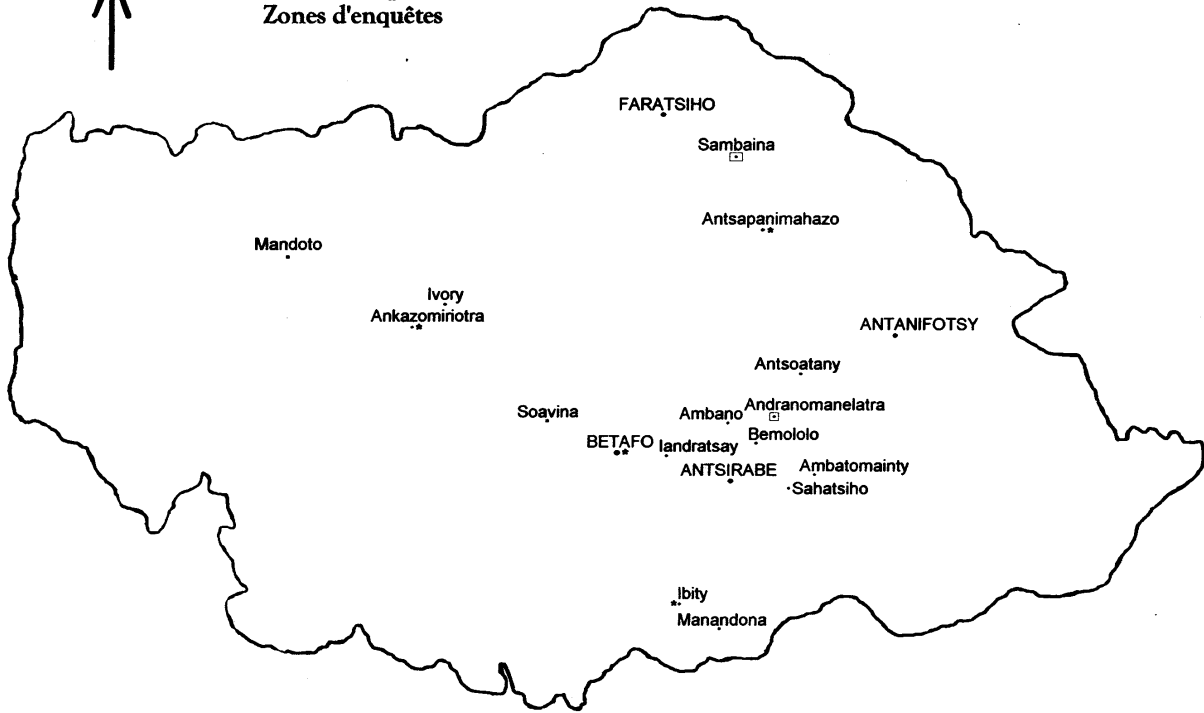 Zones d'enquêtes
FARATSIHO
Sambaina
Antsapanimahazo
Mandoto
Ivory
Ankazomiriotra
ANTANIFOTSY
Antsoatany
Andranomanelatra
Soavina
Ambano
Bemololo
BETAFO
Iandratsay
ANTSIRABE
Ambatomainty
Sahatsiho
Ibity
Manandona